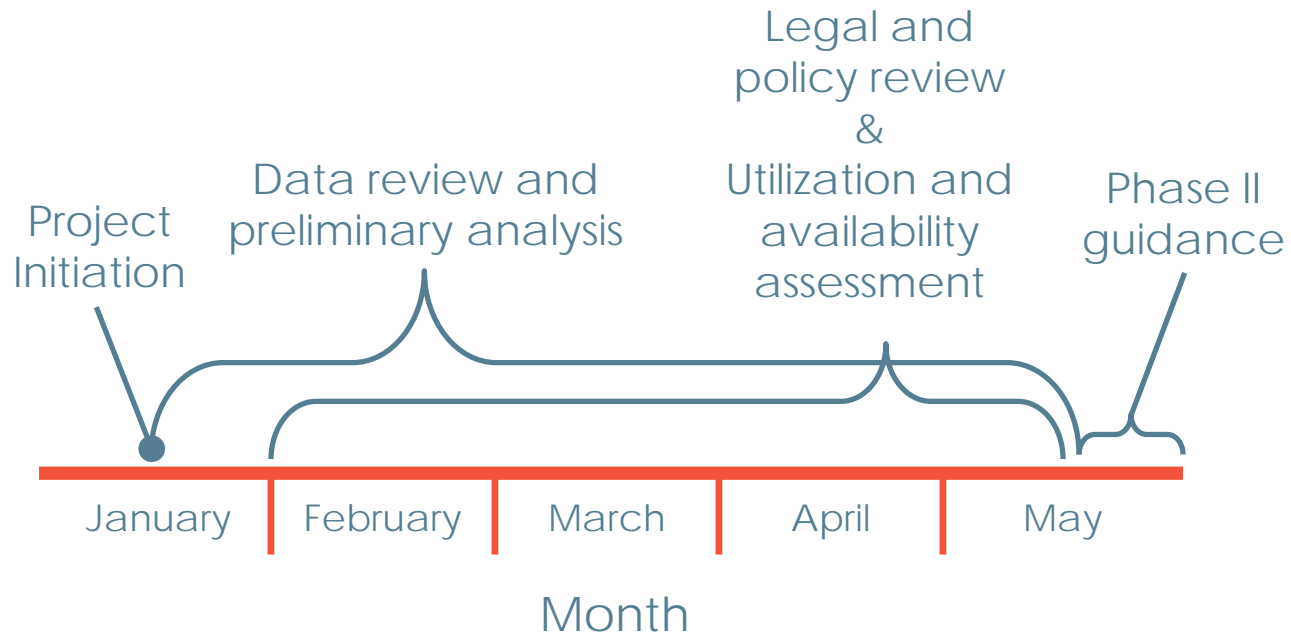 Project
Initiation
Data review and
preliminary analysis
Legal and
policy review
&
Utilization and
availability
assessment
Phase II
guidance
January
February
March
April
May
Month